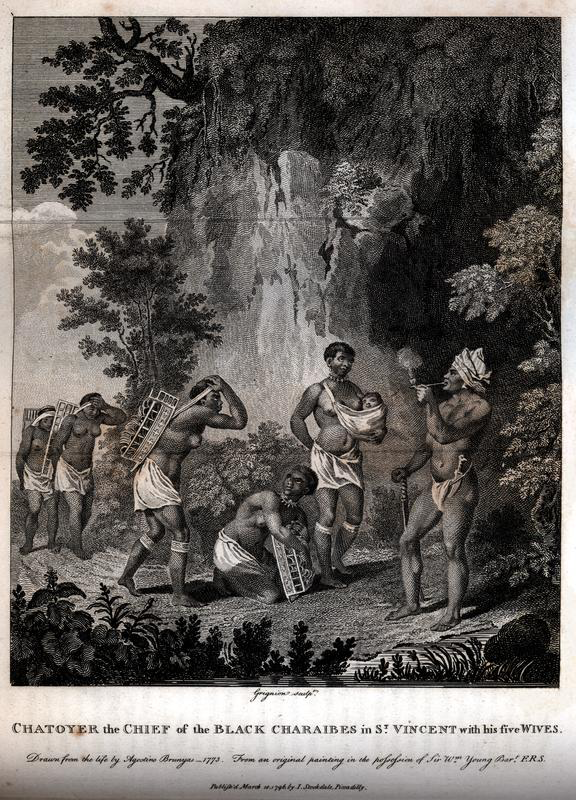 Grignion sculpᵗ.
CHATOYER the CHIEF of the BLACK CHARAIBES in Sᵀ. VINCENT with his five WIVES.
Drawn from the life by Agostino Brunyas — 1773. From an original painting in the possession of Sir Wᵐ. Young Barᵗ. F.R.S.
Publish'd March 10, 1796, by I. Stockdale, Piccadilly.